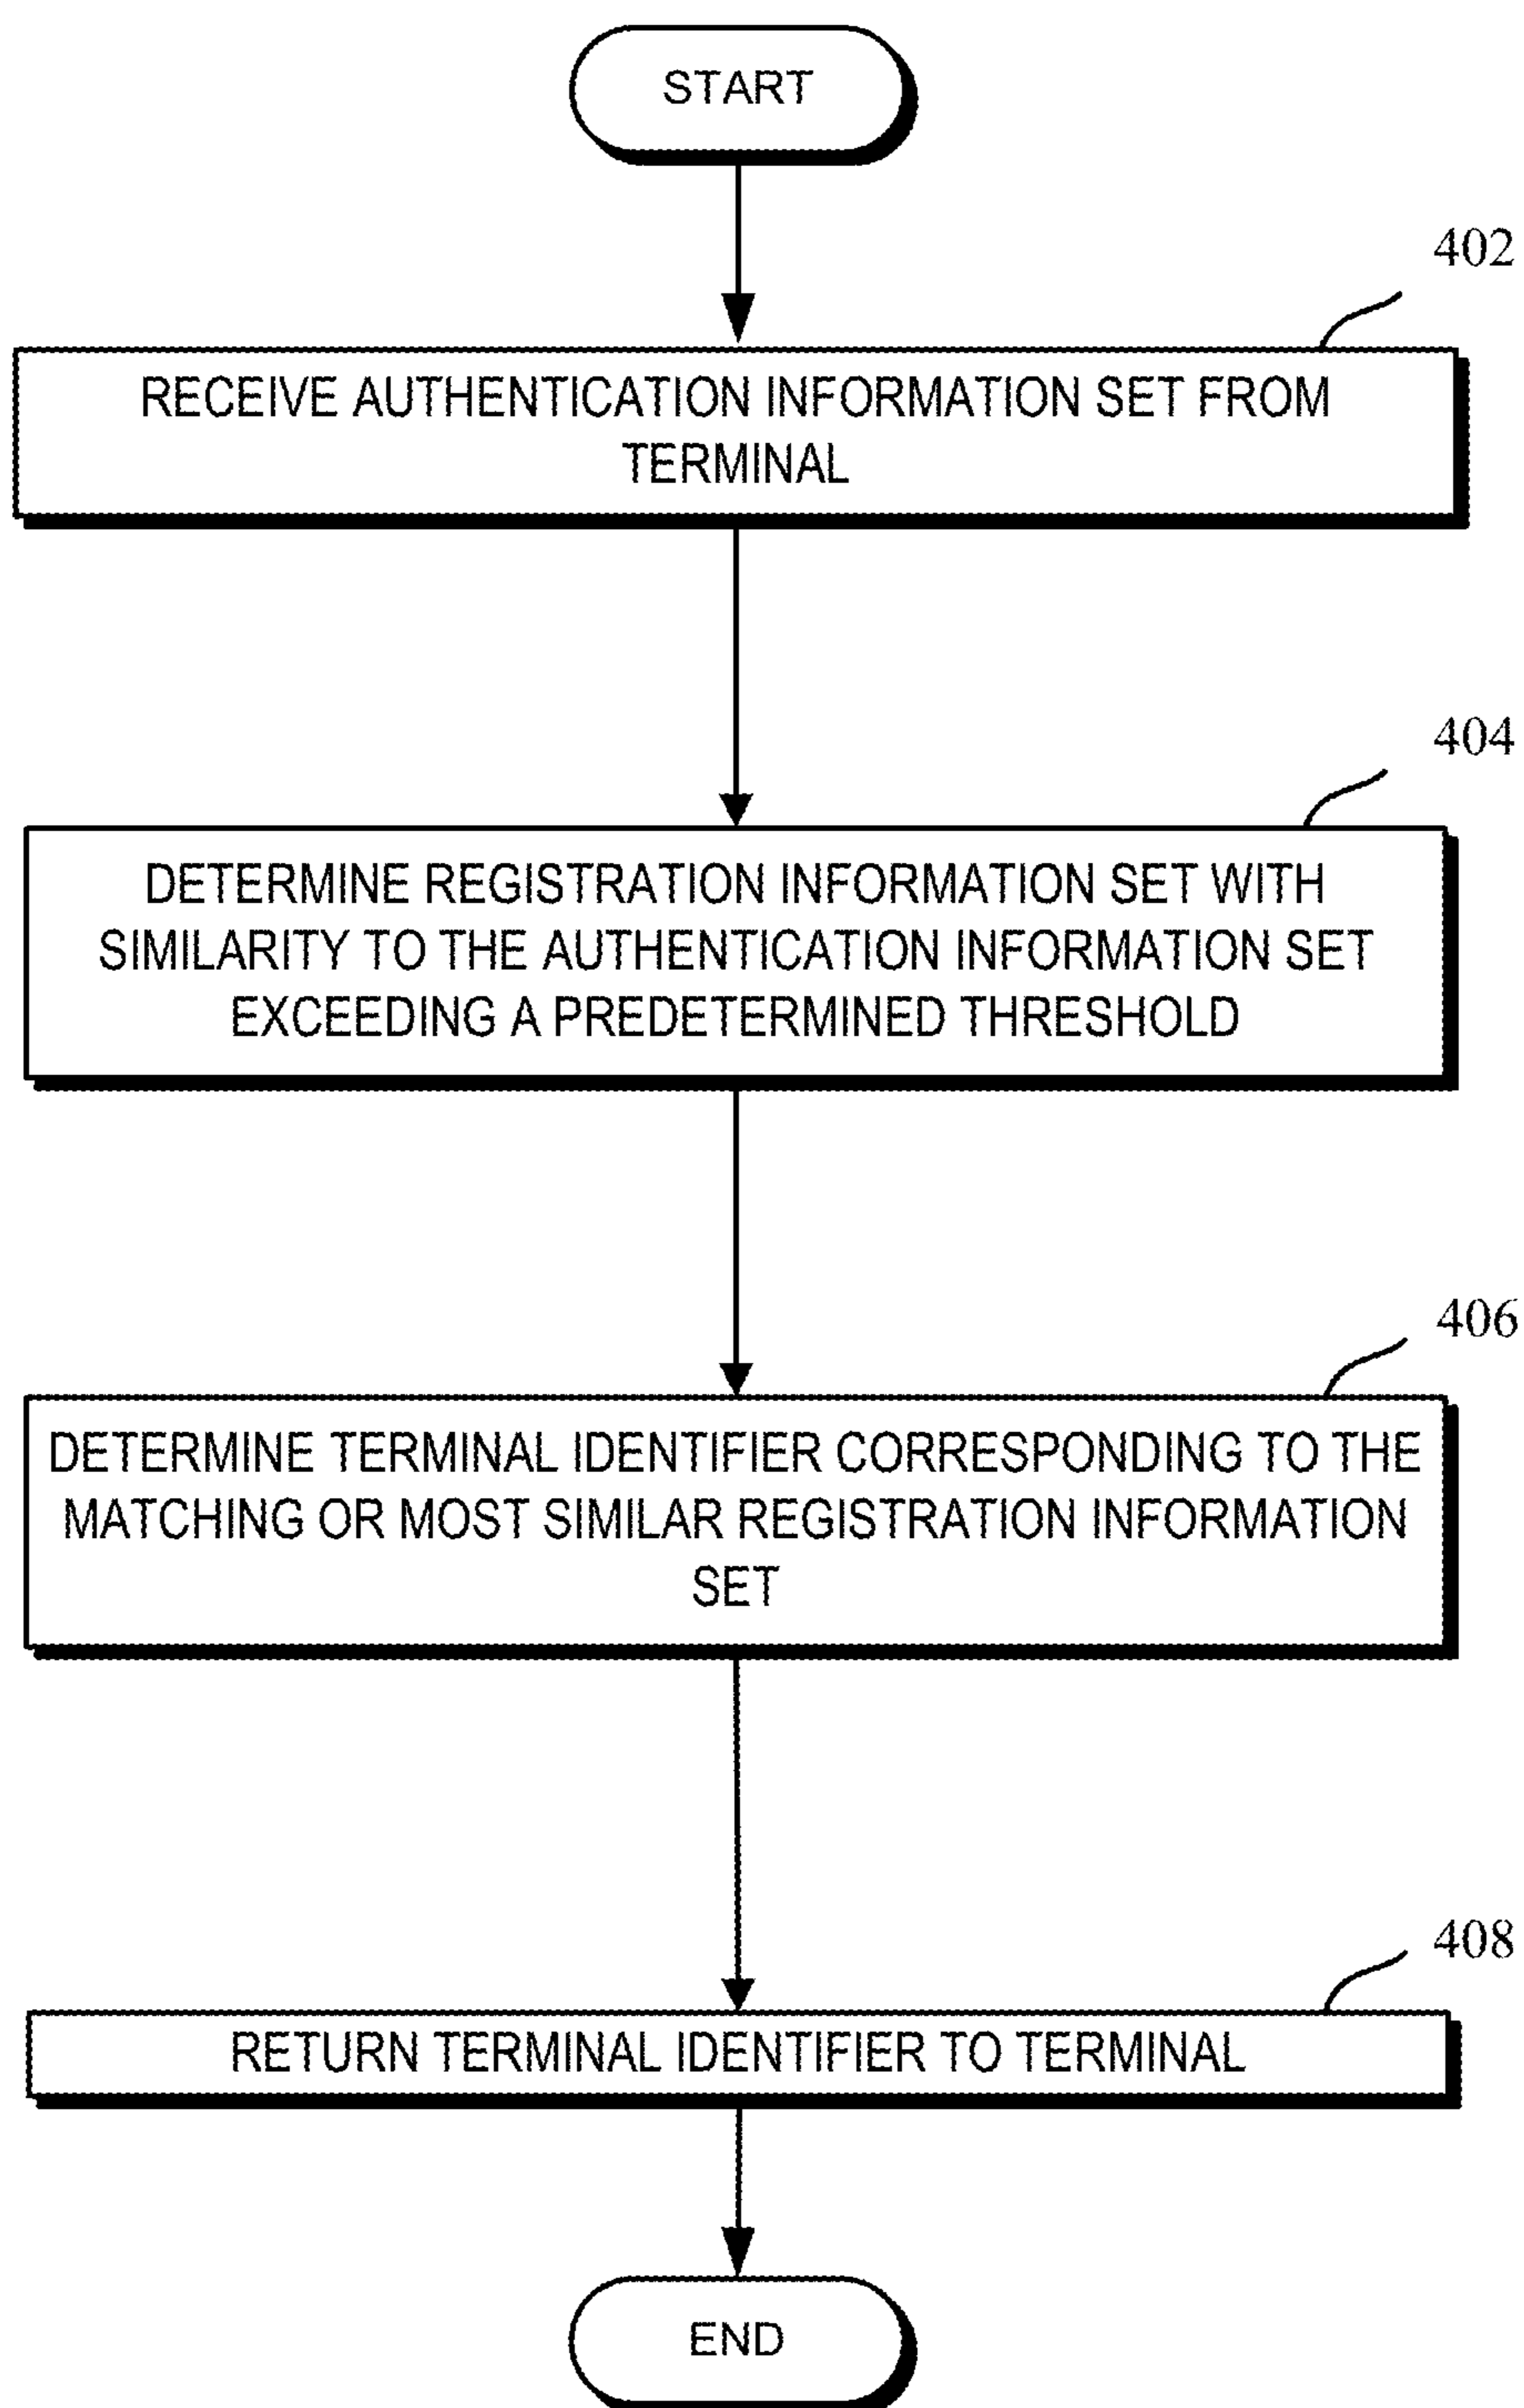 START
402
RECEIVE AUTHENTICATION INFORMATION SET FROM
TERMINAL
404
DETERMINE REGISTRATION INFORMATION SET WITH
SIMILARITY TO THE AUTHENTICATION INFORMATION SET
EXCEEDING A PREDETERMINED THRESHOLD
406
DETERMINE TERMINAL IDENTIFIER CORRESPONDING TO THE
MATCHING OR MOST SIMILAR REGISTRATION INFORMATION
SET
408
RETURN TERMINAL IDENTIFIER TO TERMINAL
END